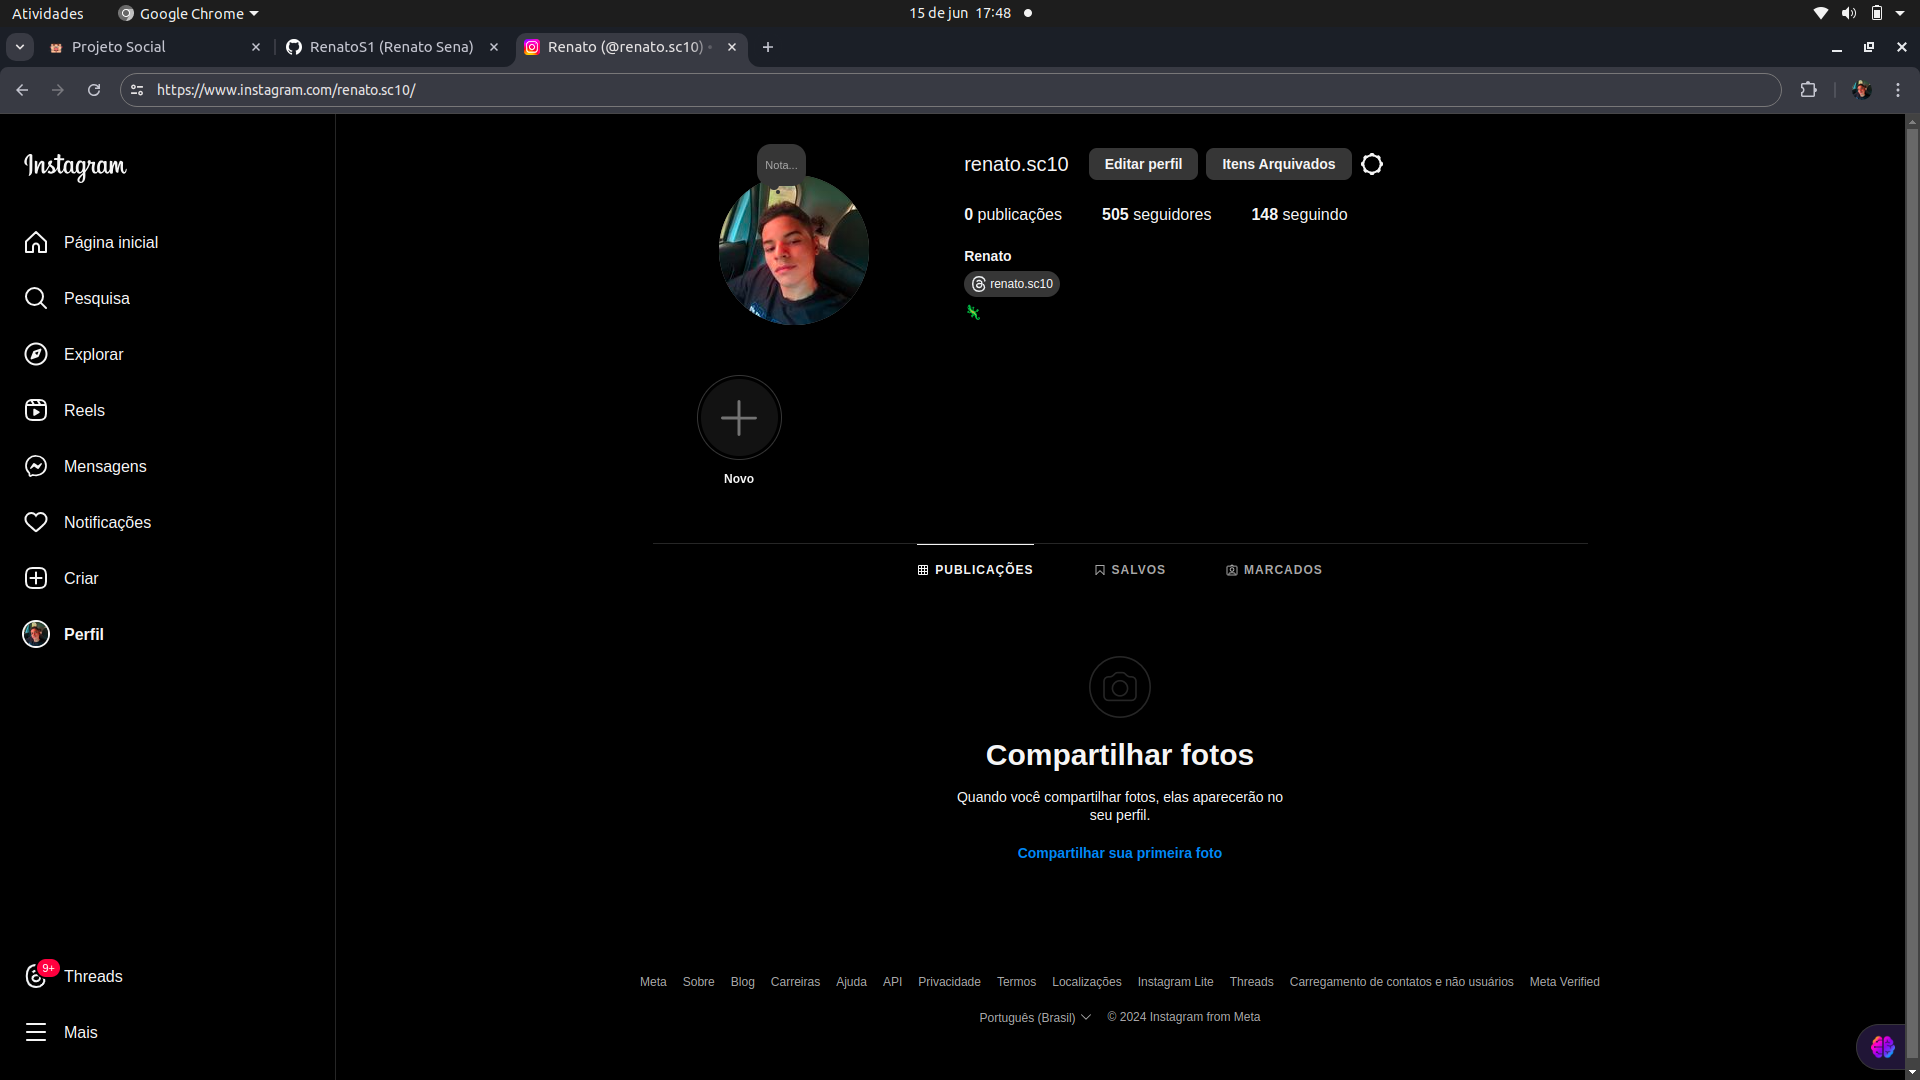 Atividades
Google Chrome
15 de jun 17:48
Projeto Social
RenatoS1 (Renato Sena)
Renato (@renato.sc10)
https://www.instagram.com/renato.sc10/
Instagram
Página inicial
Pesquisa
Explorar
Reels
Mensagens
Notificações
Criar
Perfil
9+
Threads
Mais
Nota...
renato.sc10
Editar perfil
Itens Arquivados
0 publicações
505 seguidores
148 seguindo
Renato
renato.sc10
Novo
PUBLICAÇÕES
SALVOS
MARCADOS
Compartilhar fotos
Quando você compartilhar fotos, elas aparecerão no
seu perfil.
Compartilhar sua primeira foto
Meta Sobre Blog Carreiras Ajuda API Privacidade Termos Localizações Instagram Lite Threads Carregamento de contatos e não usuários Meta Verified
Português (Brasil)
© 2024 Instagram from Meta